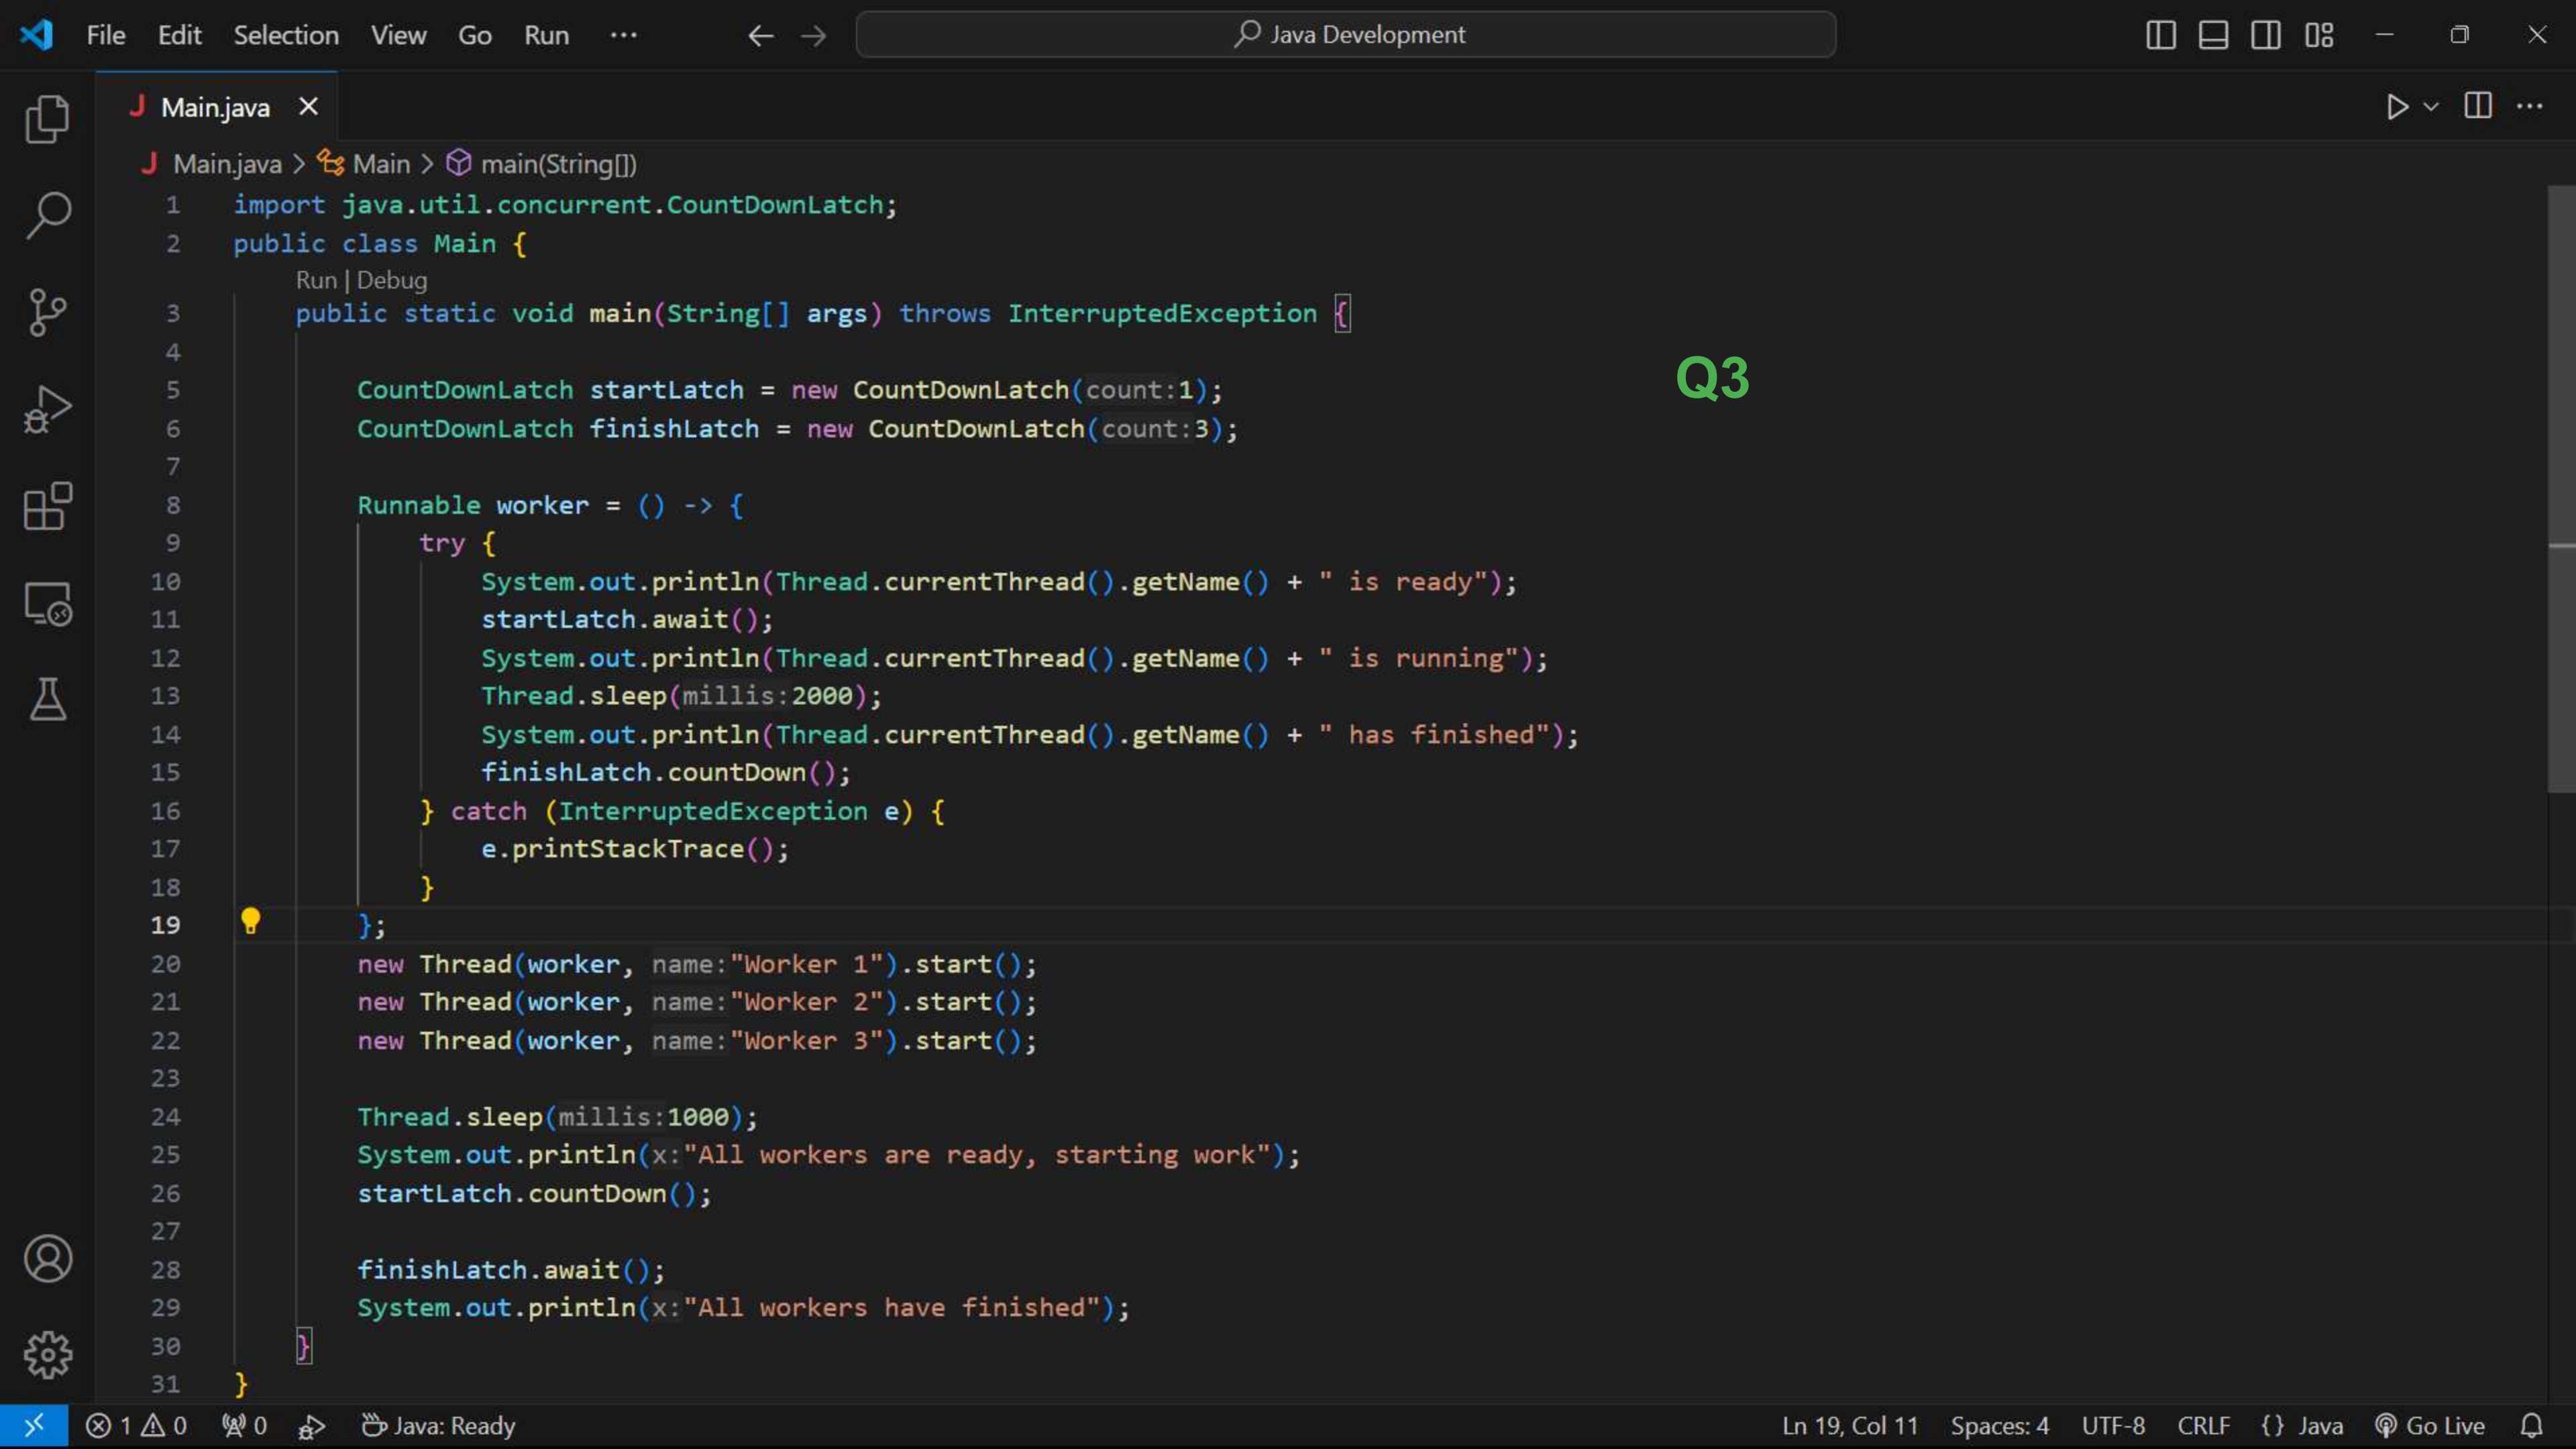 File Edit Selection View Go Run ··· Java Development
J Main.java
J Main.java > Main > main(String[])
1 import java.util.concurrent.CountDownLatch;
2 public class Main {
Run | Debug
3 public static void main(String[] args) throws InterruptedException {
4
Q3
5 CountDownLatch startLatch = new CountDownLatch(count:1);
6 CountDownLatch finishLatch = new CountDownLatch(count:3);
7
8 Runnable worker = () -> {
9 try {
10 System.out.println(Thread.currentThread().getName() + " is ready");
11 startLatch.await();
12 System.out.println(Thread.currentThread().getName() + " is running");
13 Thread.sleep(millis:2000);
14 System.out.println(Thread.currentThread().getName() + " has finished");
15 finishLatch.countDown();
16 } catch (InterruptedException e) {
17 e.printStackTrace();
18 }
19 };
20 new Thread(worker, name:"Worker 1").start();
21 new Thread(worker, name:"Worker 2").start();
22 new Thread(worker, name:"Worker 3").start();
23
24 Thread.sleep(millis:1000);
25 System.out.println(x:"All workers are ready, starting work");
26 startLatch.countDown();
27
28 finishLatch.await();
29 System.out.println(x:"All workers have finished");
30 }
31 }
1 0 0 Java: Ready Ln 19, Col 11 Spaces: 4 UTF-8 CRLF {} Java Go Live